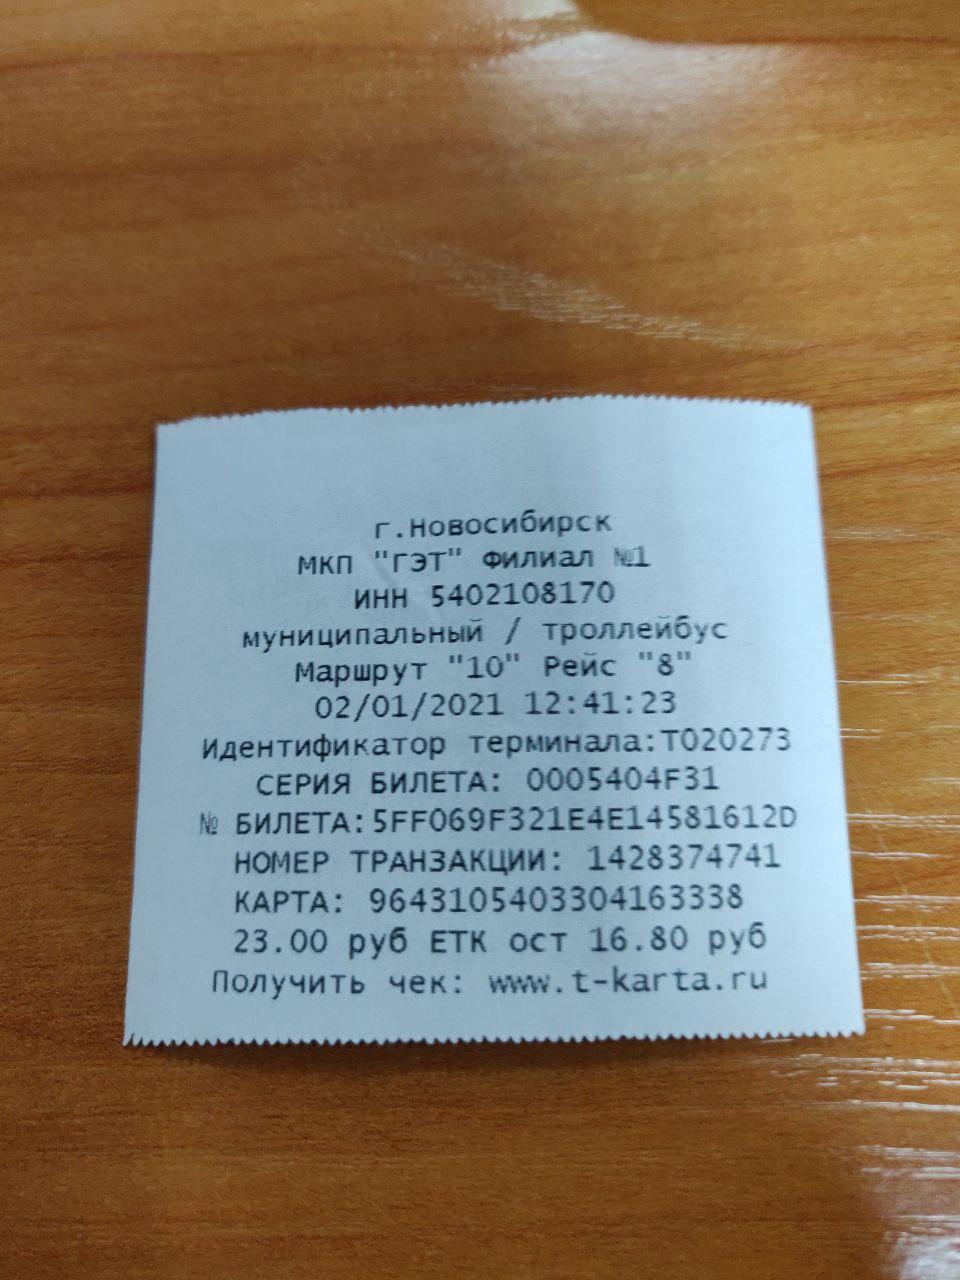 г.Новосибирск
МКП "ГЭТ" Филиал №1
ИНН 5402108170
муниципальный / троллейбус
Маршрут "10" Рейс "8"
02/01/2021 12:41:23
Идентификатор терминала:T020273
СЕРИЯ БИЛЕТА: 0005404F31
№ БИЛЕТА:5FF069F321E4E14581612D
НОМЕР ТРАНЗАКЦИИ: 1428374741
КАРТА: 9643105403304163338
23.00 руб ЕТК ост 16.80 руб
Получить чек: www.t-karta.ru